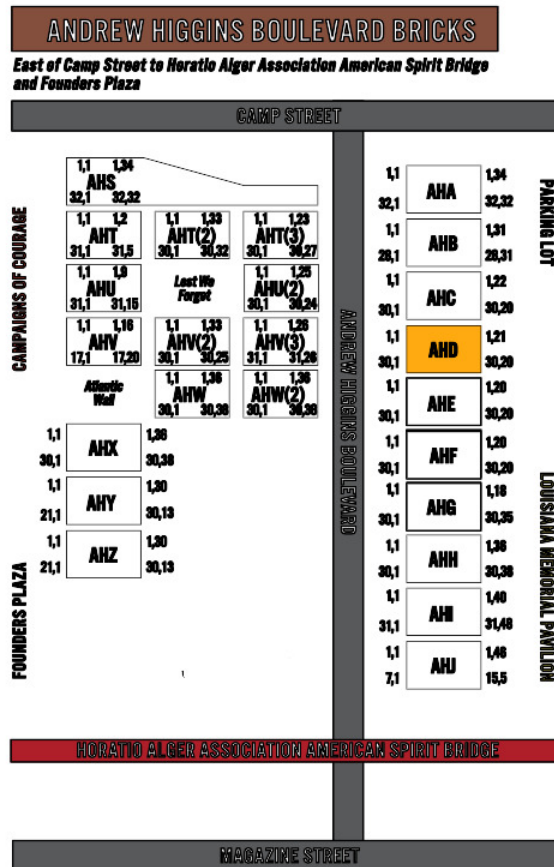 ANDREW HIGGINS BOULEVARD BRICKS
East of Camp Street to Horatio Alger Association American Spirit Bridge
and Founders Plaza
CAMP STREET
CAMPAIGNS OF COURAGE
FOUNDERS PLAZA
1,1 1,34
AHS
32,1 32,32
1,1 1,2
AHT
31,1 31,5
1,1 1,33
AHT(2)
30,1 30,32
1,1 1,23
AHT(3)
30,1 36,27
1,1 1,9
AHU
31,1 31,15
Lest We
Forget
1,1 1,25
AHU(2)
30,1 30,24
1,1 1,16
AHV
17,1 17,20
1,1 1,33
AHV(2)
30,1 30,25
1,1 1,26
AHV(3)
31,1 31,26
Atlantic
Wall
1,1 1,36
AHW
30,1 30,36
1,1 1,36
AHW(2)
36,36
1,1 1,36
AHX
30,1 30,38
1,1 1,30
AHY
21,1 30,13
1,1 1,30
AHZ
21,1 30,13
ANDREW HIGGINS BOULEVARD
1,1 1,34
AHA
32,1 32,32
1,1 1,31
AHB
28,1 28,31
1,1 1,22
AHC
30,1 30,20
1,1 1,21
AHD
30,1 30,20
1,1 1,20
AHE
30,1 30,20
1,1 1,20
AHF
30,1 30,20
1,1 1,18
AHG
30,1 30,35
1,1 1,36
AHH
30,1 30,38
1,1 1,40
AHI
31,1 31,48
1,1 1,46
AHJ
7,1 15,5
PARKING LOT
LOUISIANA MEMORIAL PAVILION
HORATIO ALGER ASSOCIATION AMERICAN SPIRIT BRIDGE
MAGAZINE STREET